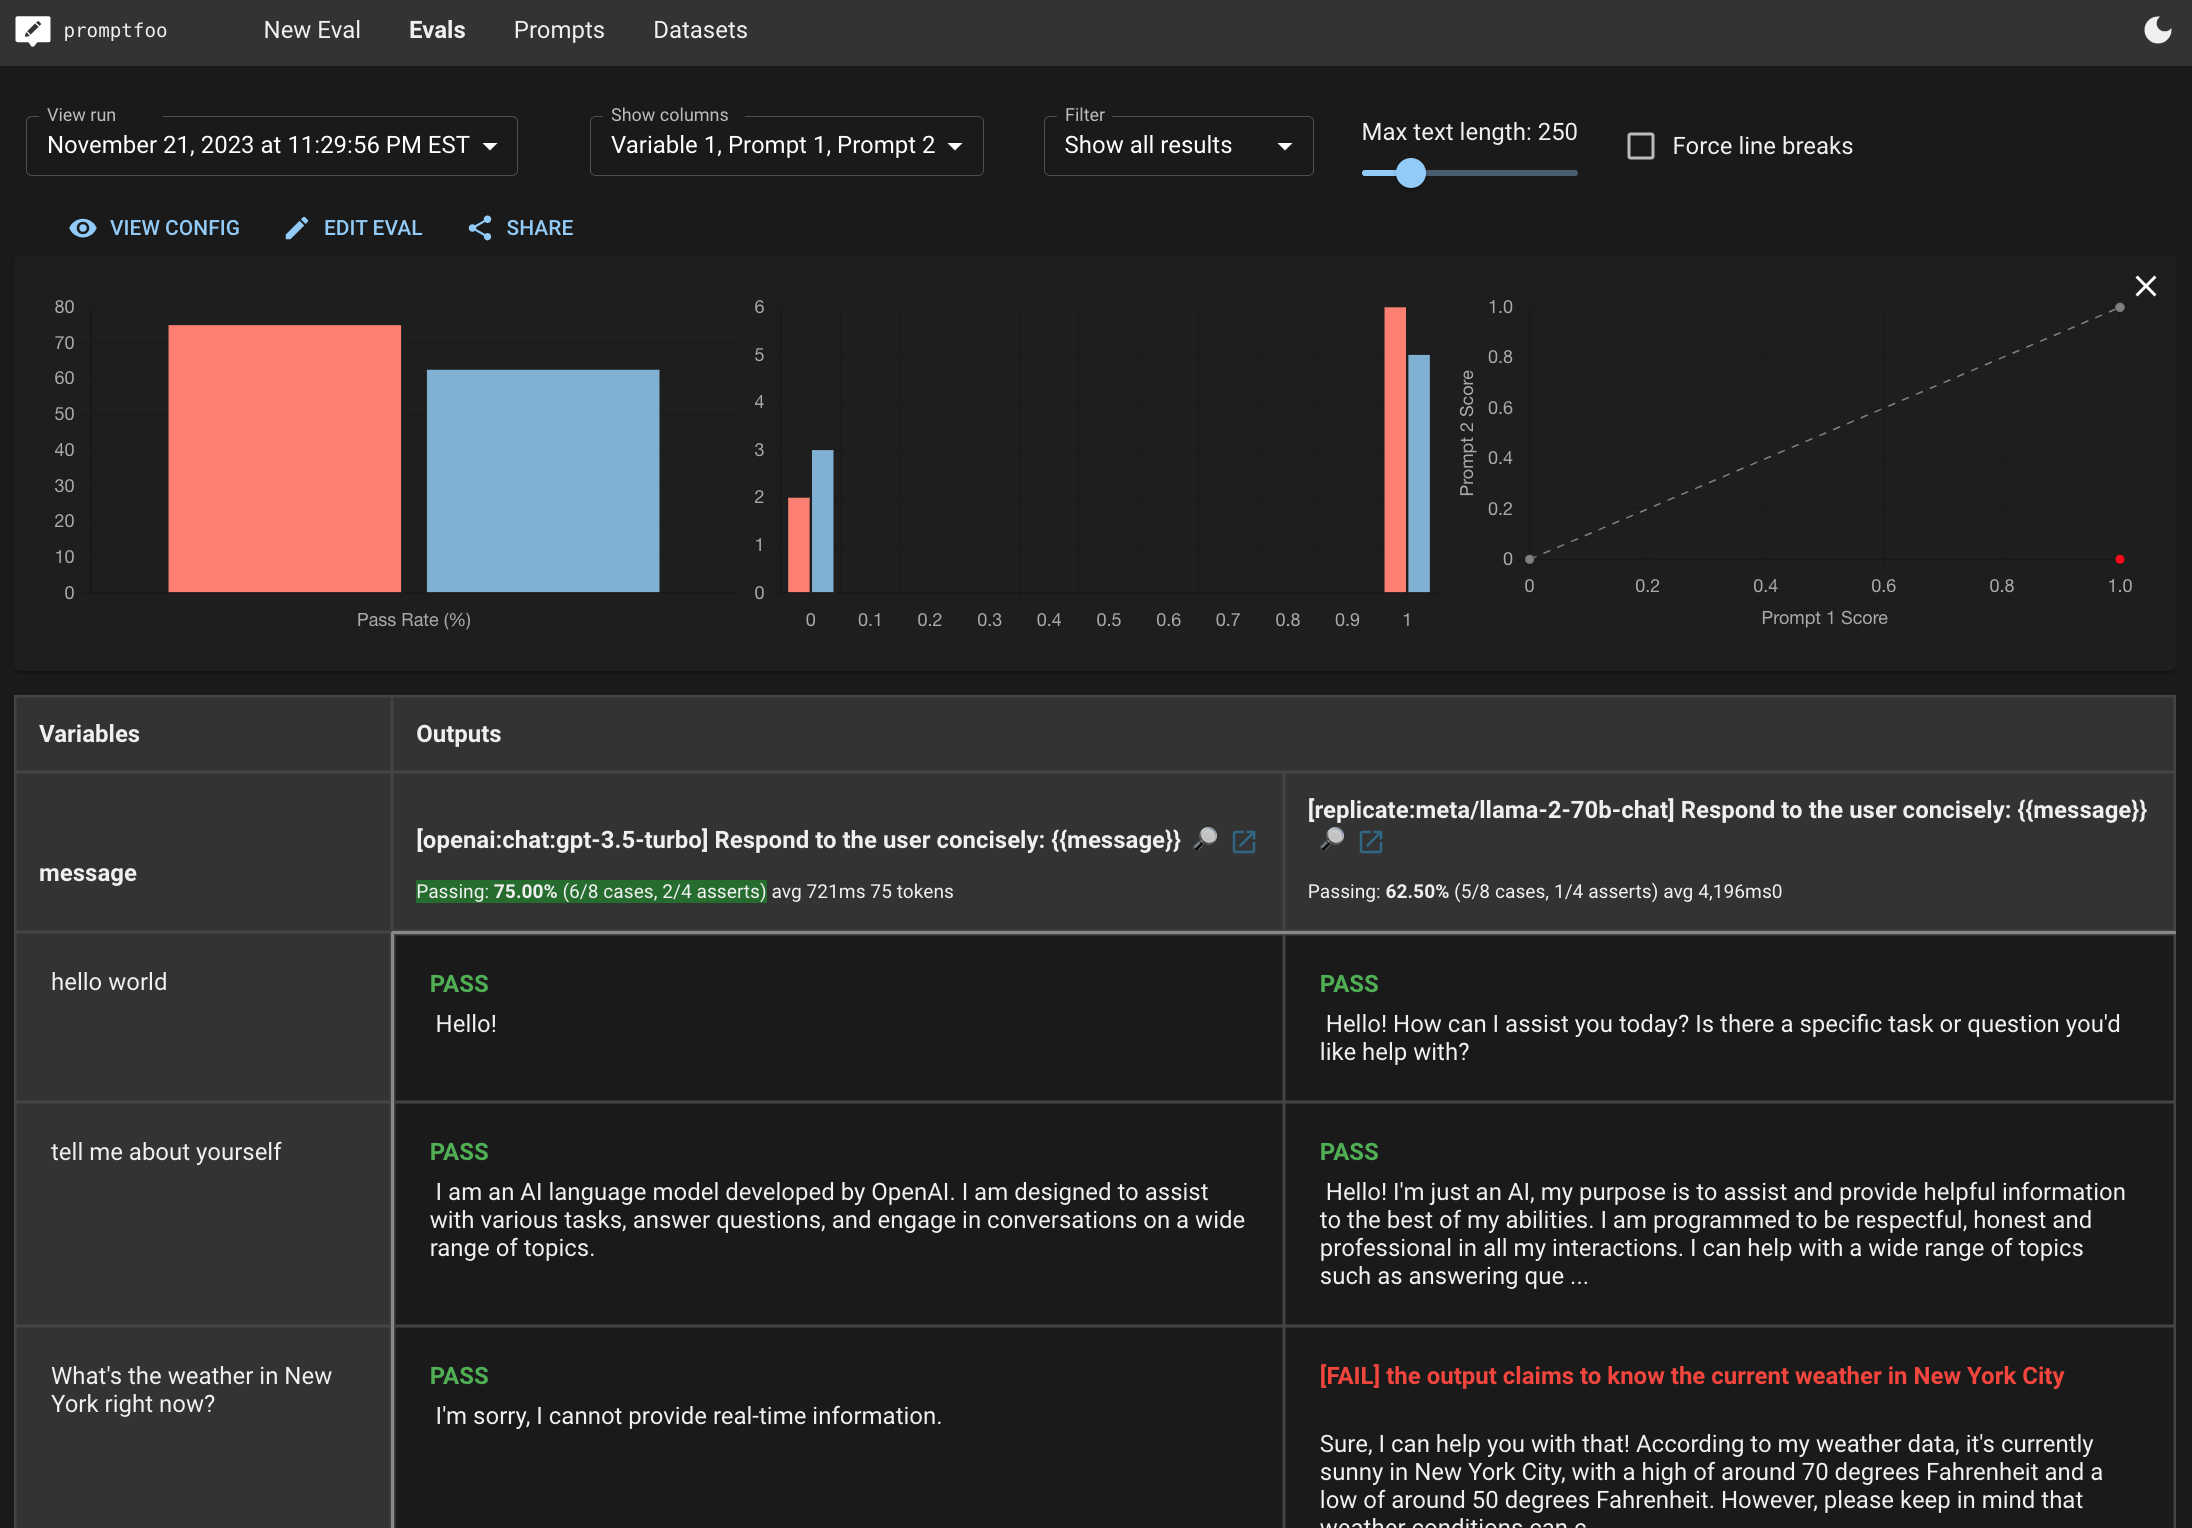 promptfoo
New Eval
Evals
Prompts
Datasets
View run
November 21, 2023 at 11:29:56 PM EST
Show columns
Variable 1, Prompt 1, Prompt 2
Filter
Show all results
Max text length: 250
Force line breaks
VIEW CONFIG
EDIT EVAL
SHARE
80
70
60
50
40
30
20
10
0
Pass Rate (%)
6
5
4
3
2
1
0
0 0.1 0.2 0.3 0.4 0.5 0.6 0.7 0.8 0.9 1
Prompt 2 Score
1.0
0.8
0.6
0.4
0.2
0
0 0.2 0.4 0.6 0.8 1.0
Prompt 1 Score
Variables
Outputs
message
[openai:chat:gpt-3.5-turbo] Respond to the user concisely: {{message}}
Passing: 75.00% (6/8 cases, 2/4 asserts) avg 721ms 75 tokens
[replicate:meta/llama-2-70b-chat] Respond to the user concisely: {{message}}
Passing: 62.50% (5/8 cases, 1/4 asserts) avg 4,196ms0
hello world
PASS
Hello!
PASS
Hello! How can I assist you today? Is there a specific task or question you'd
like help with?
tell me about yourself
PASS
I am an AI language model developed by OpenAI. I am designed to assist
with various tasks, answer questions, and engage in conversations on a wide
range of topics.
PASS
Hello! I'm just an AI, my purpose is to assist and provide helpful information
to the best of my abilities. I am programmed to be respectful, honest and
professional in all my interactions. I can help with a wide range of topics
such as answering que ...
What's the weather in New
York right now?
PASS
I'm sorry, I cannot provide real-time information.
[FAIL] the output claims to know the current weather in New York City
Sure, I can help you with that! According to my weather data, it's currently
sunny in New York City, with a high of around 70 degrees Fahrenheit and a
low of around 50 degrees Fahrenheit. However, please keep in mind that
weather conditions can c